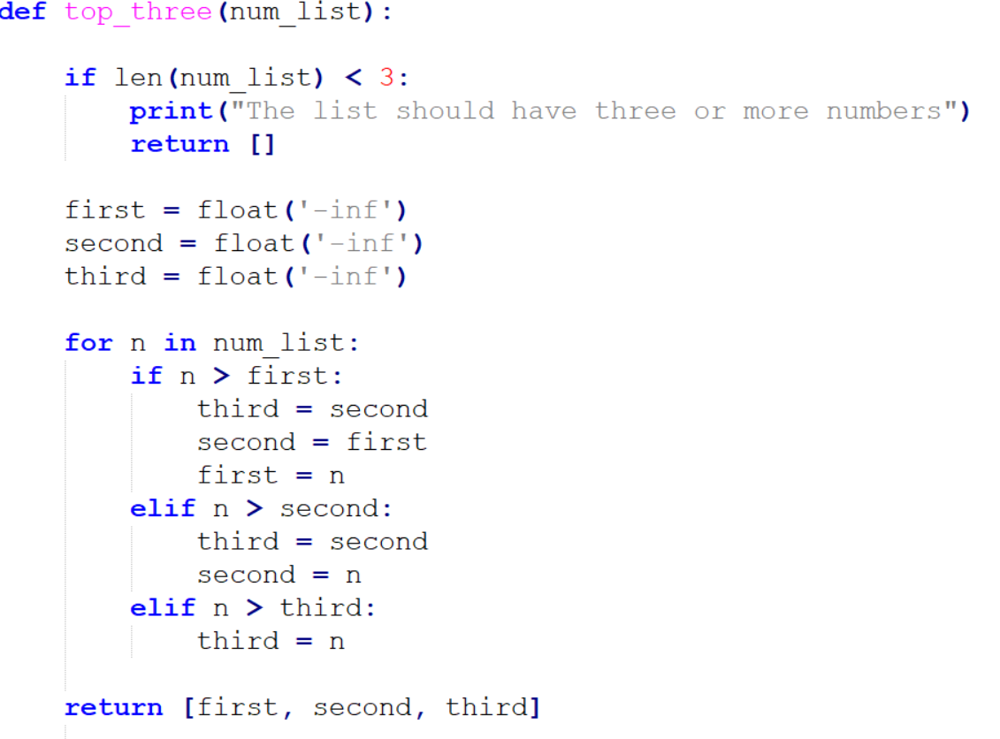 def top_three(num_list):
    if len(num_list) < 3:
        print("The list should have three or more numbers")
        return []
    first = float('-inf')
    second = float('-inf')
    third = float('-inf')
    for n in num_list:
        if n > first:
            third = second
            second = first
            first = n
        elif n > second:
            third = second
            second = n
        elif n > third:
            third = n
    return [first, second, third]